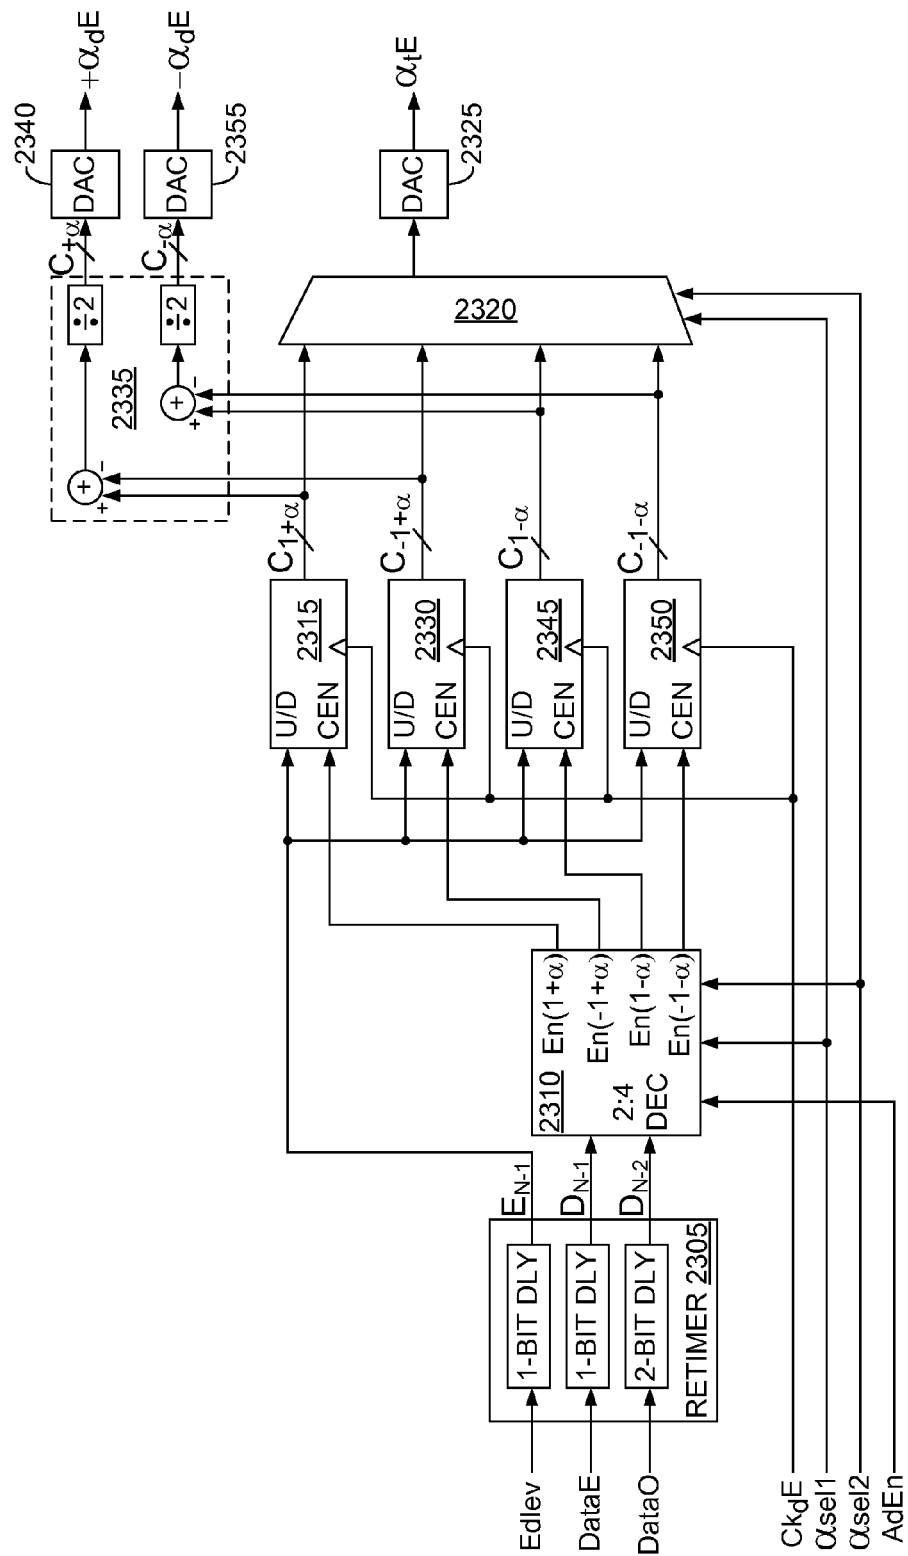 Edlev
DataE
DataO
CkdE
αsel1
αsel2
AdEn
1-BIT DLY
1-BIT DLY
2-BIT DLY
RETIMER 2305
EN-1
DN-1
DN-2
2310
2:4
DEC
En(1+α)
En(-1+α)
En(1-α)
En(-1-α)
U/D
CEN
2315
U/D
CEN
2330
U/D
CEN
2345
U/D
CEN
2350
C1+α
C-1+α
C1-α
C-1-α
+
+
-
+
+
-
2335
÷2
÷2
2320
C+α
C-α
DAC
2340
DAC
2355
DAC
2325
+αdE
-αdE
αtE